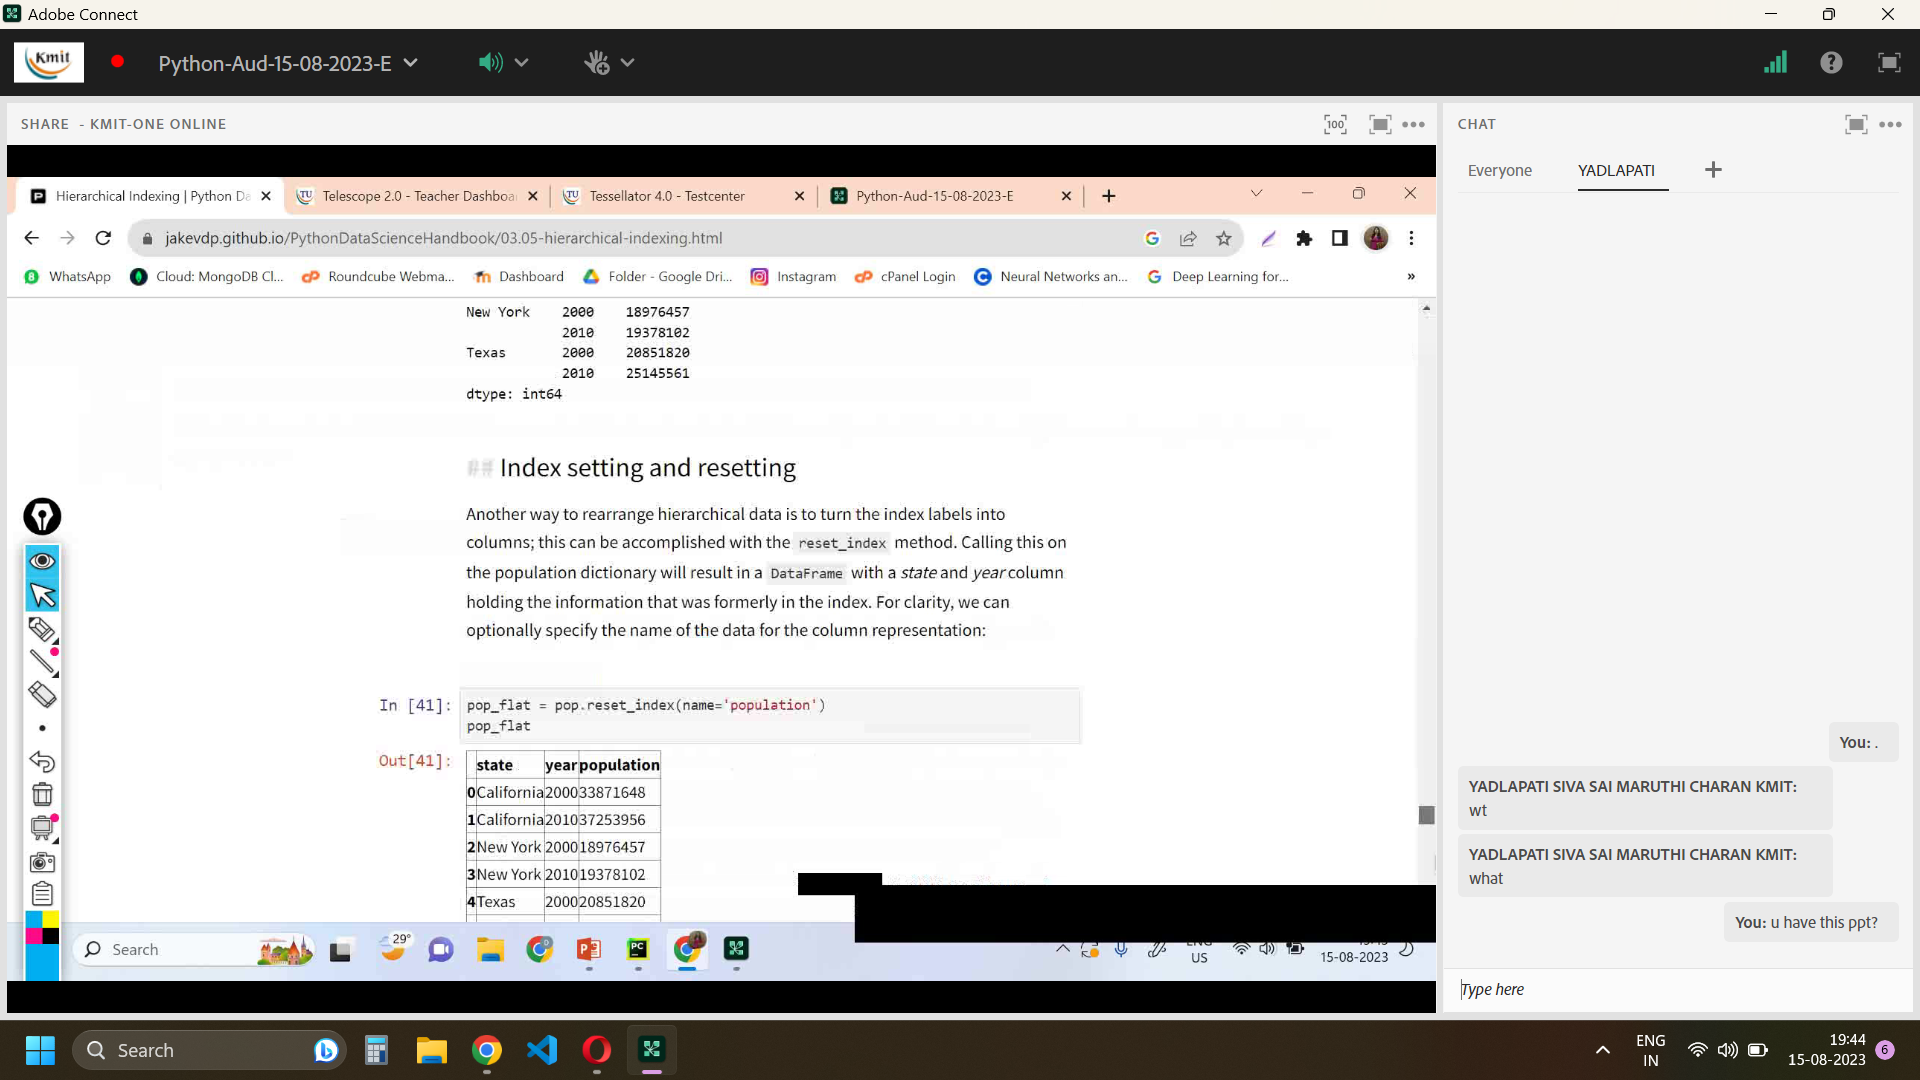 Adobe Connect
Kmit
Python-Aud-15-08-2023-E
SHARE - KMIT-ONE ONLINE
100
Hierarchical Indexing | Python Da
TU Telescope 2.0 - Teacher Dashboa
TU Tessellator 4.0 - Testcenter
Python-Aud-15-08-2023-E
jakevdp.github.io/PythonDataScienceHandbook/03.05-hierarchical-indexing.html
WhatsApp
Cloud: MongoDB Cl...
Roundcube Webma...
Dashboard
Folder - Google Dri...
Instagram
cPanel Login
Neural Networks an...
Deep Learning for...
»
New York 2000 18976457
2010 19378102
Texas 2000 20851820
2010 25145561
dtype: int64
## Index setting and resetting
Another way to rearrange hierarchical data is to turn the index labels into
columns; this can be accomplished with the reset_index method. Calling this on
the population dictionary will result in a DataFrame with a state and year column
holding the information that was formerly in the index. For clarity, we can
optionally specify the name of the data for the column representation:
In [41]: pop_flat = pop.reset_index(name='population')
pop_flat
Out[41]:
state year population
0 California 2000 33871648
1 California 2010 37253956
2 New York 2000 18976457
3 New York 2010 19378102
4 Texas 2000 20851820
Search
29°
US
15-08-2023
CHAT
Everyone
YADLAPATI
You: .
YADLAPATI SIVA SAI MARUTHI CHARAN KMIT:
wt
YADLAPATI SIVA SAI MARUTHI CHARAN KMIT:
what
You: u have this ppt?
Type here
Search
ENG
IN
19:44
15-08-2023
6